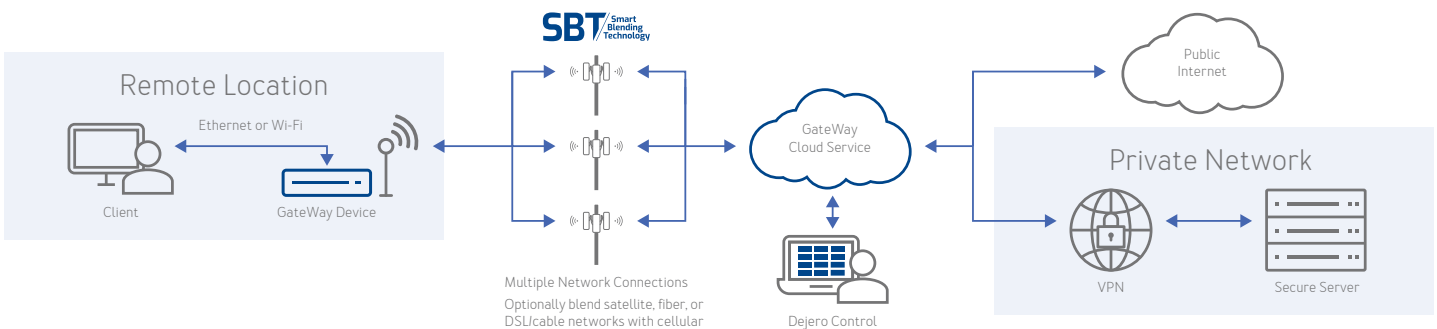 SBT
Smart
Blending
Technology
Remote Location
Ethernet or Wi-Fi
Client
GateWay Device
Multiple Network Connections
Optionally blend satellite, fiber, or
DSL/cable networks with cellular
GateWay
Cloud Service
Dejero Control
Public
Internet
Private Network
VPN
Secure Server